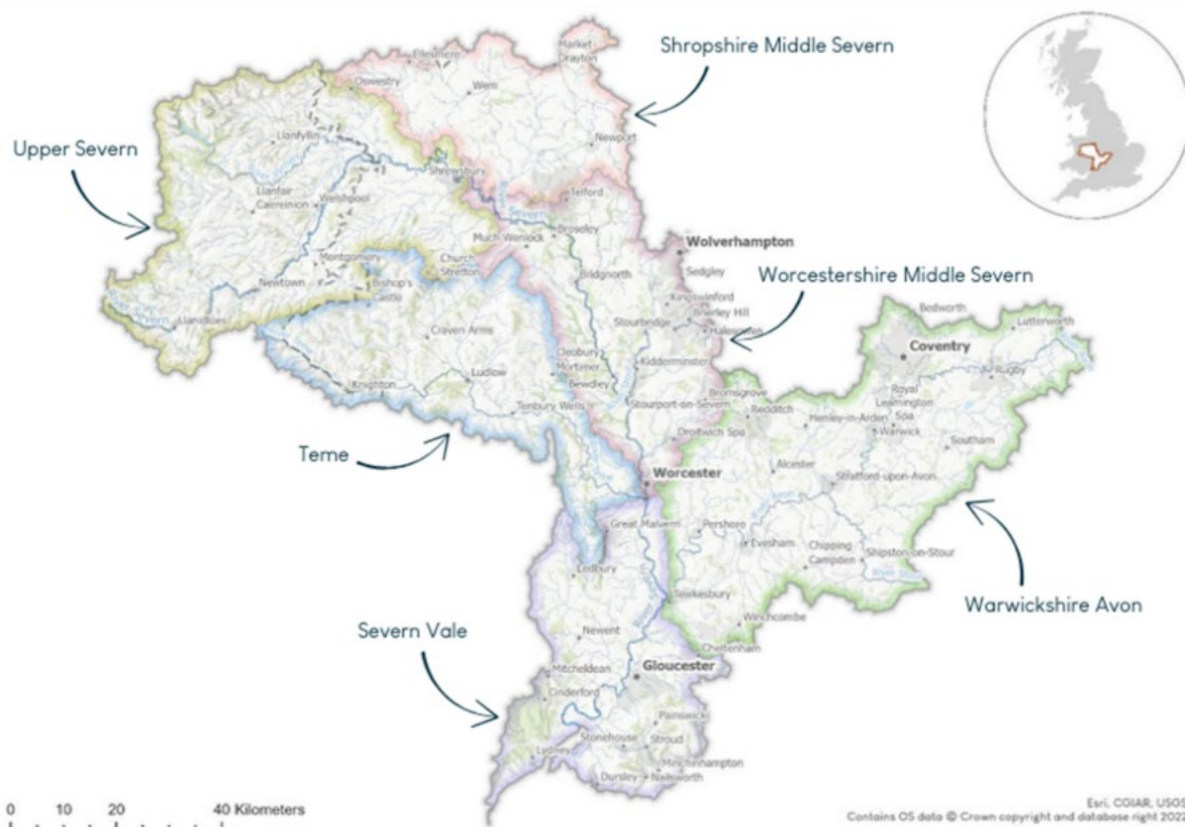 Shropshire Middle Severn
Upper Severn
Market
Drayton
Ellesmere
Oswestry
Wem
Newport
Llanfyllin
Shrewsbury
Telford
Llanfair
Caereinion
Welshpool
Severn
Broseley
Much Wenlock
Wolverhampton
Sedgley
Montgomery
Church
Stretton
Bridgnorth
Worcestershire Middle Severn
Newtown
Bishop's
Castle
Kingswinford
Brierley Hill
Stourbridge
Halesowen
Llanidloes
Craven Arms
Bedworth
Lutterworth
Coventry
Cleobury
Mortimer
Kidderminster
Rugby
Knighton
Ludlow
Bewdley
Bromsgrove
Royal
Leamington
Spa
Stourport-on-Severn
Redditch
Henley-in-Arden
Tenbury Wells
Warwick
Droitwich Spa
Southam
Teme
Worcester
Alcester
Stratford-upon-Avon
Great Malvern
Pershore
Evesham
Chipping
Campden
Shipston-on-Stour
River Stour
Ledbury
Tewkesbury
Warwickshire Avon
Winchcombe
Severn Vale
Newent
Cheltenham
Mitcheldean
Gloucester
Cinderford
Painswick
Stonehouse
Stroud
Lydney
Minchinhampton
Dursley
Nailsworth
0 10 20 40 Kilometers
Esri, CGIAR, USGS
Contains OS data © Crown copyright and database right 2022